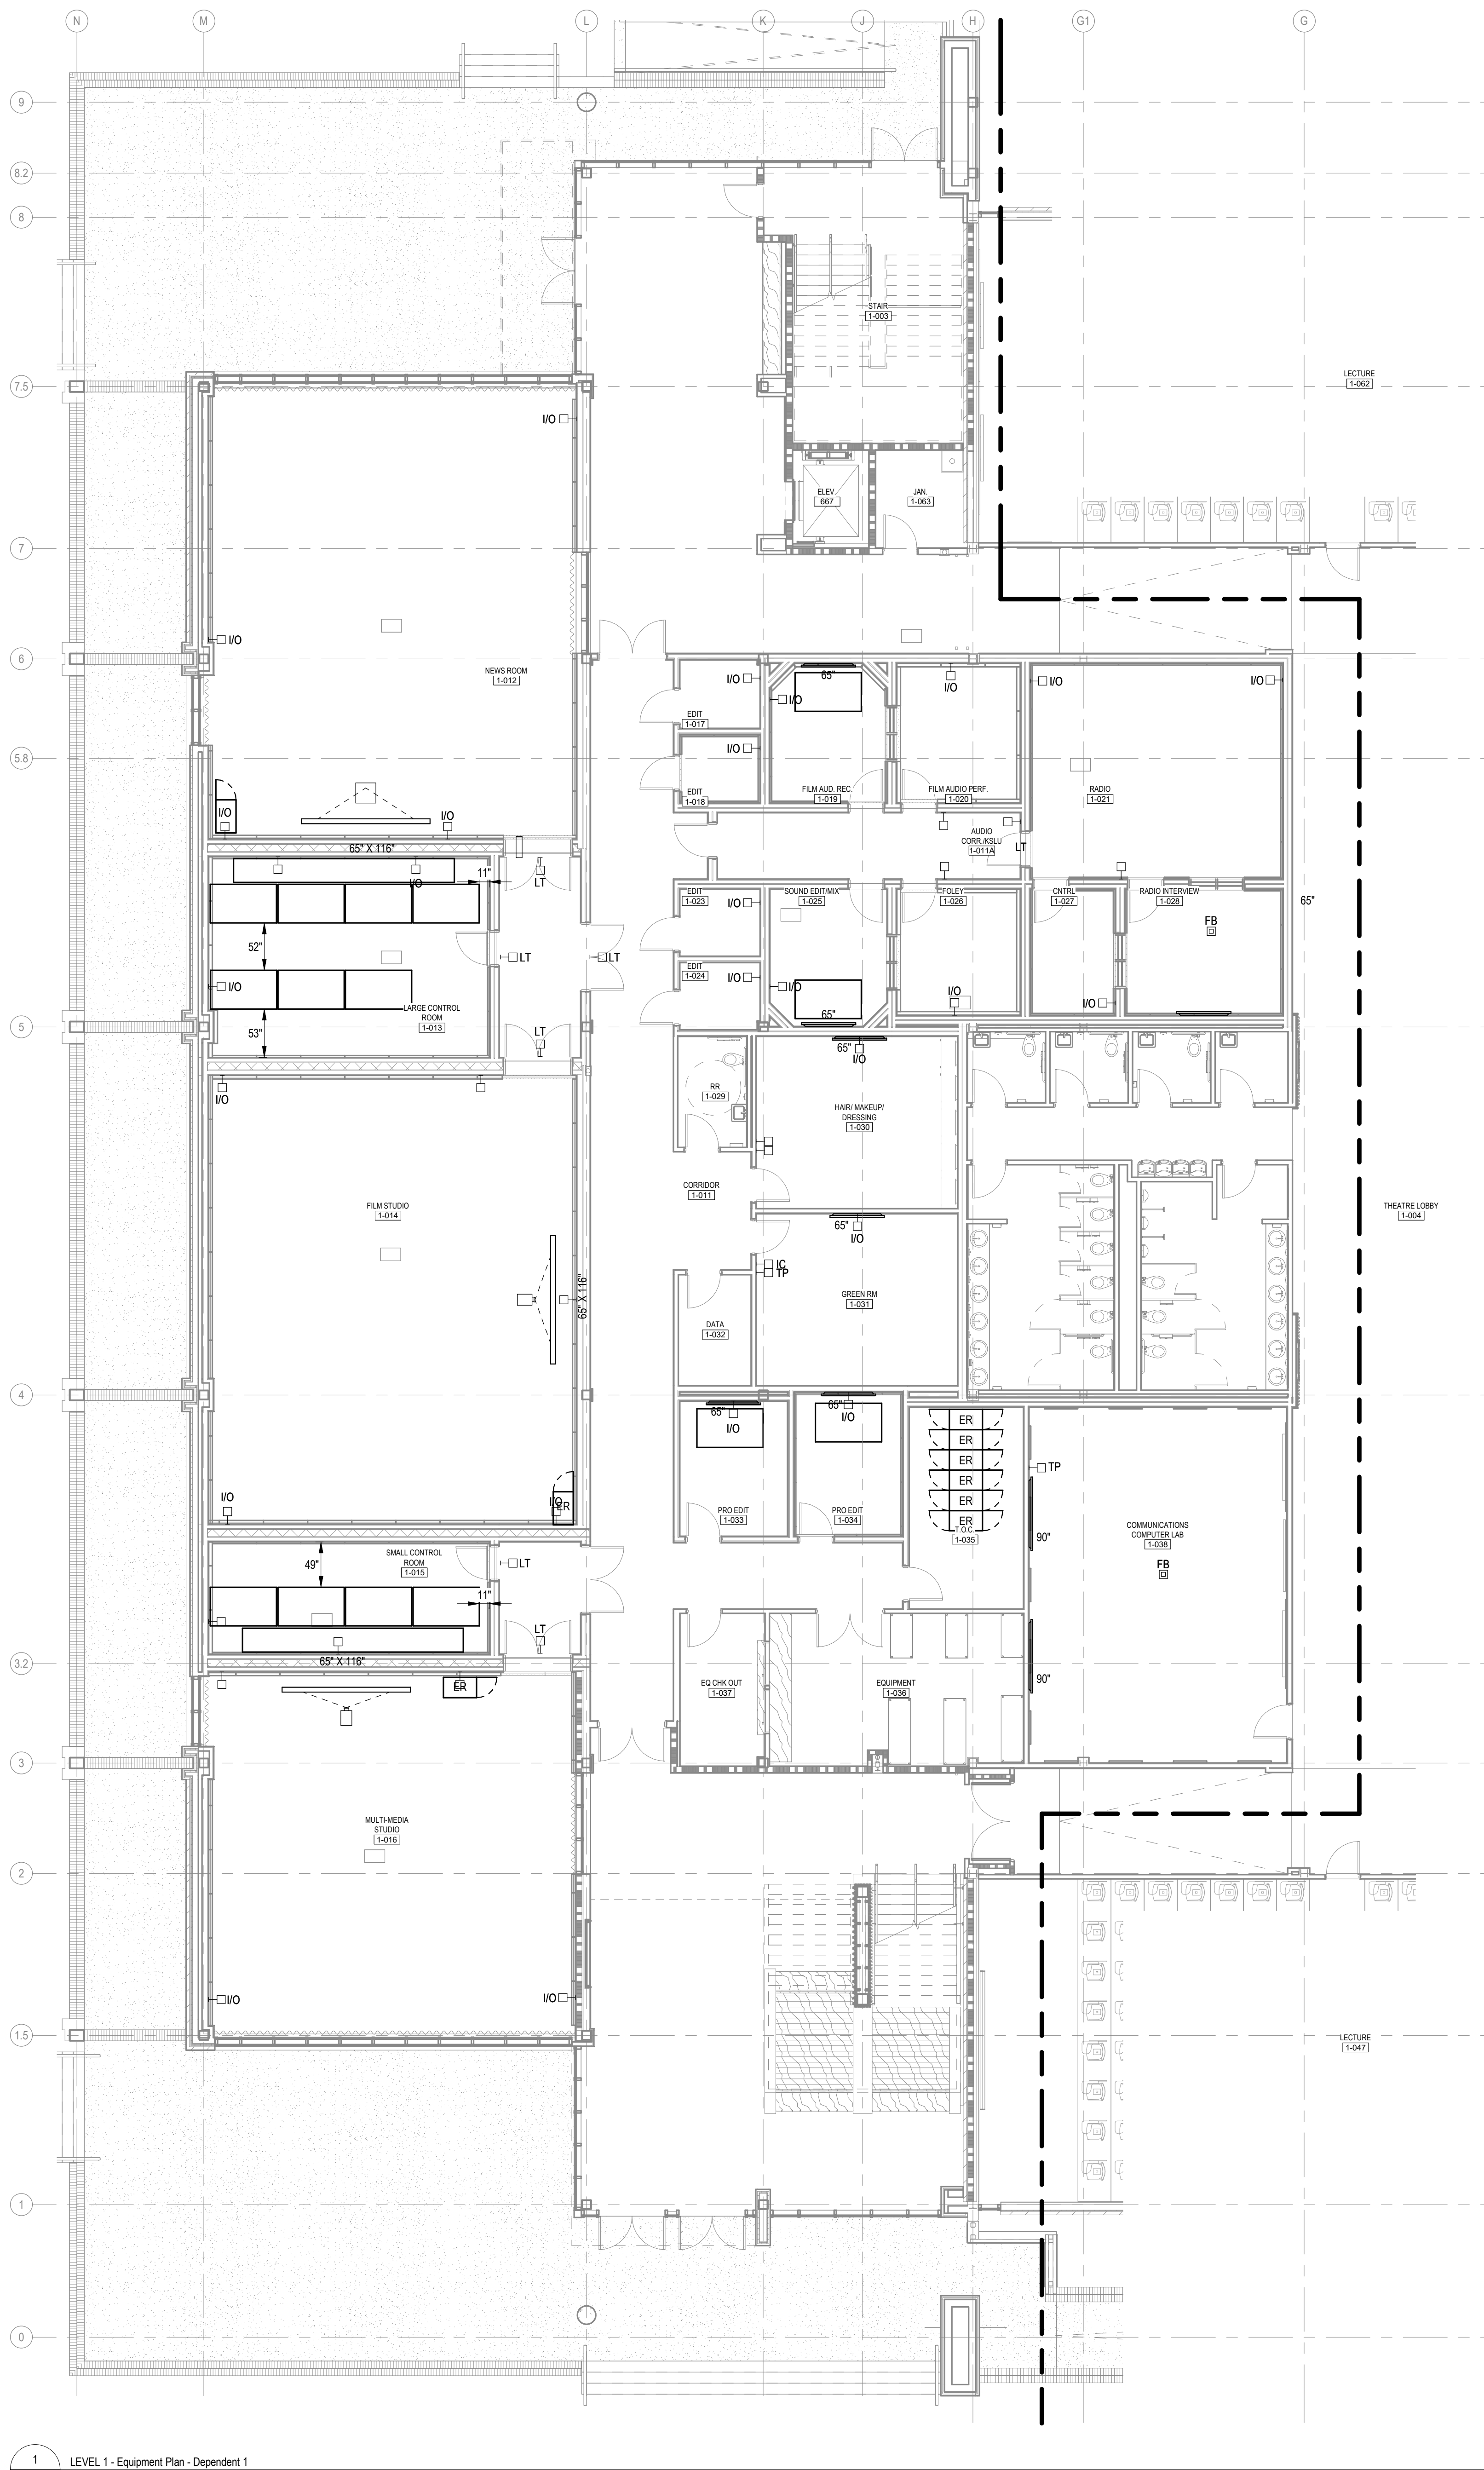 N M L K J H G1 G
9
8.2
8
STAIR
1-003
7.5
LECTURE
1-062
I/O
ELEV.
667
JAN.
1-063
7
I/O
6
NEWS ROOM
1-012
65"
I/O
I/O
I/O
I/O
I/O
EDIT
1-017
I/O
5.8
EDIT
1-018
FILM AUD. REC.
1-019
FILM AUDIO PERF.
1-020
RADIO
1-021
I/O
I/O
AUDIO
CORR./KSLU
1-011A
LT
65" X 116"
11"
I/O
LT
EDIT
1-023
SOUND EDIT/MIX
1-025
FOLEY
1-026
CNTRL
1-027
RADIO INTERVIEW
1-028
65"
I/O
FB
52"
LT
LT
EDIT
1-024
I/O
I/O
I/O
I/O
I/O
LARGE CONTROL
ROOM
1-013
65"
5
53"
LT
65"
I/O
I/O
RR
1-029
HAIR/ MAKEUP/
DRESSING
1-030
CORRIDOR
1-011
FILM STUDIO
1-014
THEATRE LOBBY
1-004
65"
I/O
IC
TP
65" X 116"
GREEN RM
1-031
DATA
1-032
4
65"
I/O
65"
I/O
ER
ER
ER
ER
ER
ER
TP
I/O
I/O
ER
PRO EDIT
1-033
PRO EDIT
1-034
T.O.C.
1-035
COMMUNICATIONS
COMPUTER LAB
1-038
90"
FB
SMALL CONTROL
ROOM
1-015
49"
LT
11"
LT
3.2
65" X 116"
ER
EQ CHK OUT
1-037
EQUIPMENT
1-036
90"
3
MULTI-MEDIA
STUDIO
1-016
2
I/O
I/O
1.5
LECTURE
1-047
1
0
1
LEVEL 1 - Equipment Plan - Dependent 1